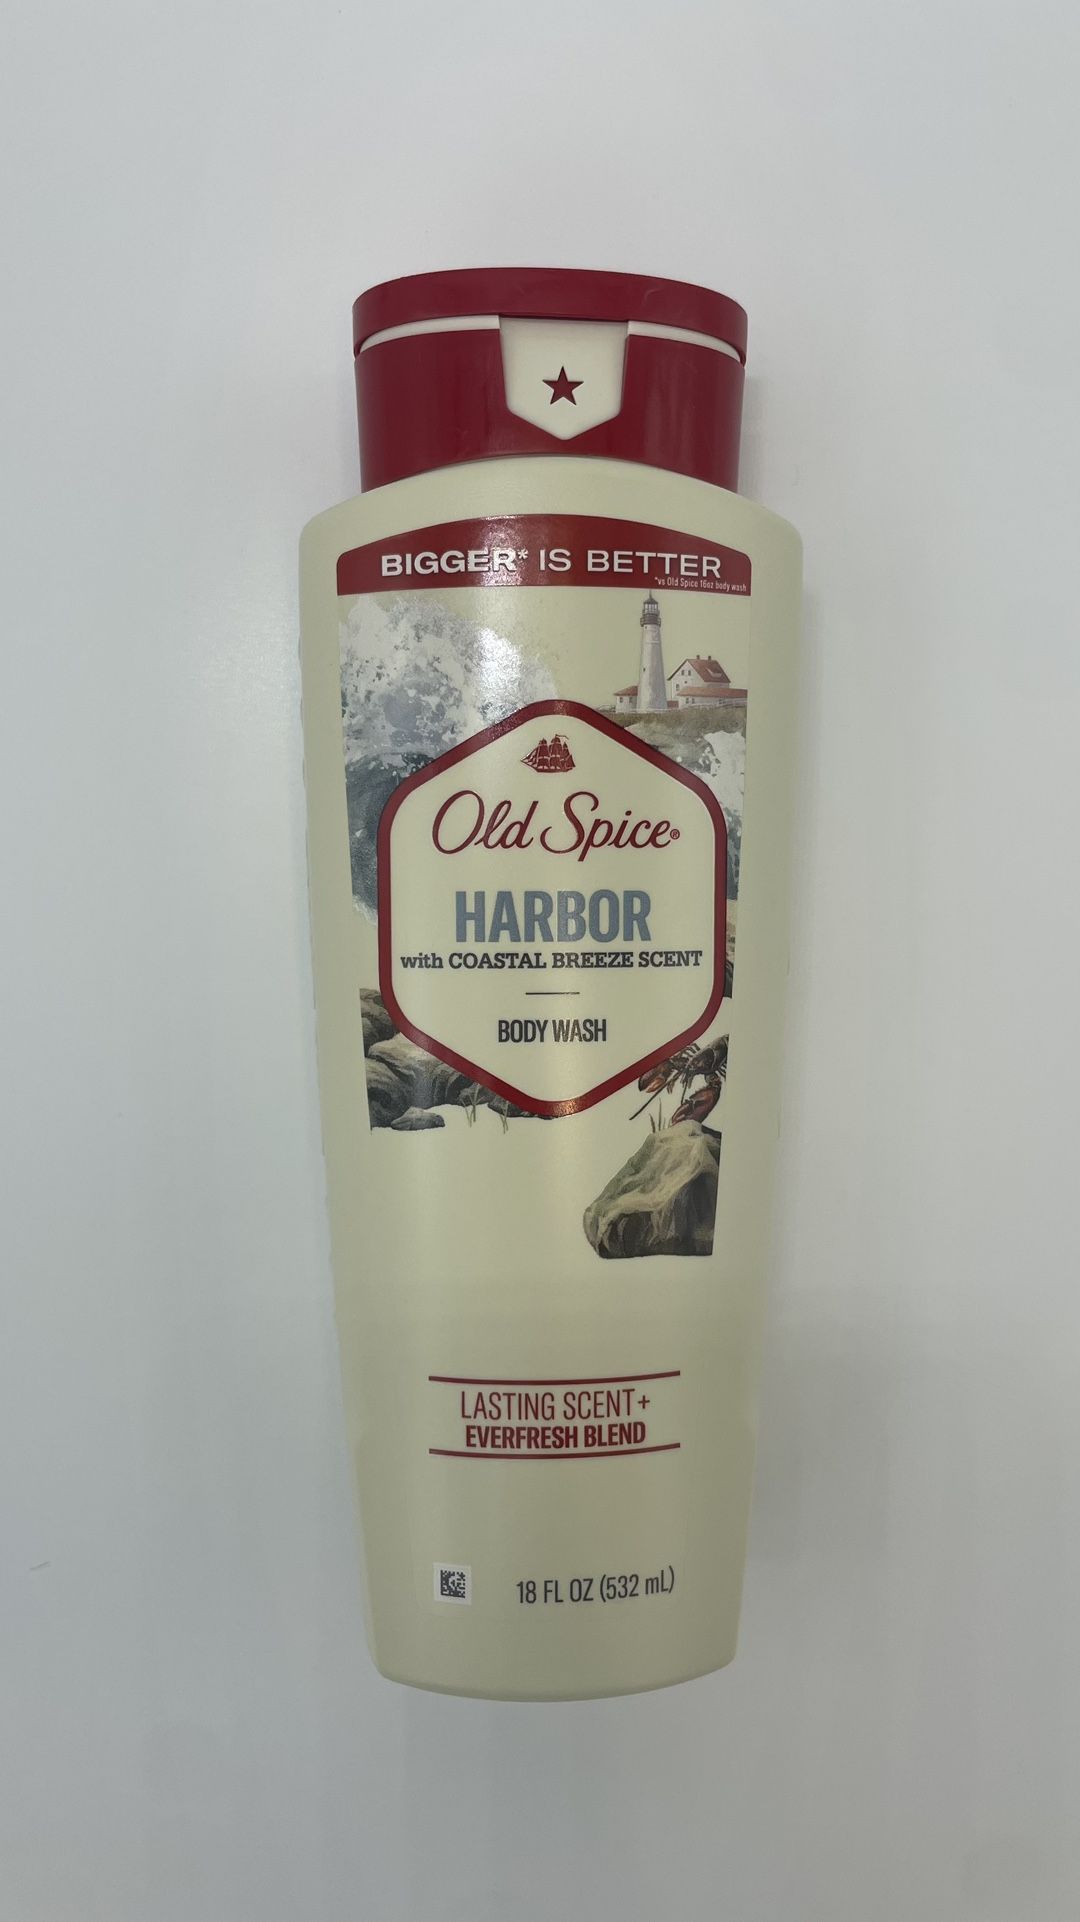 BIGGER* IS BETTER
*vs Old Spice 16oz body wash
Old Spice®
HARBOR
with COASTAL BREEZE SCENT
BODY WASH
LASTING SCENT+
EVERFRESH BLEND
18 FL OZ (532 mL)